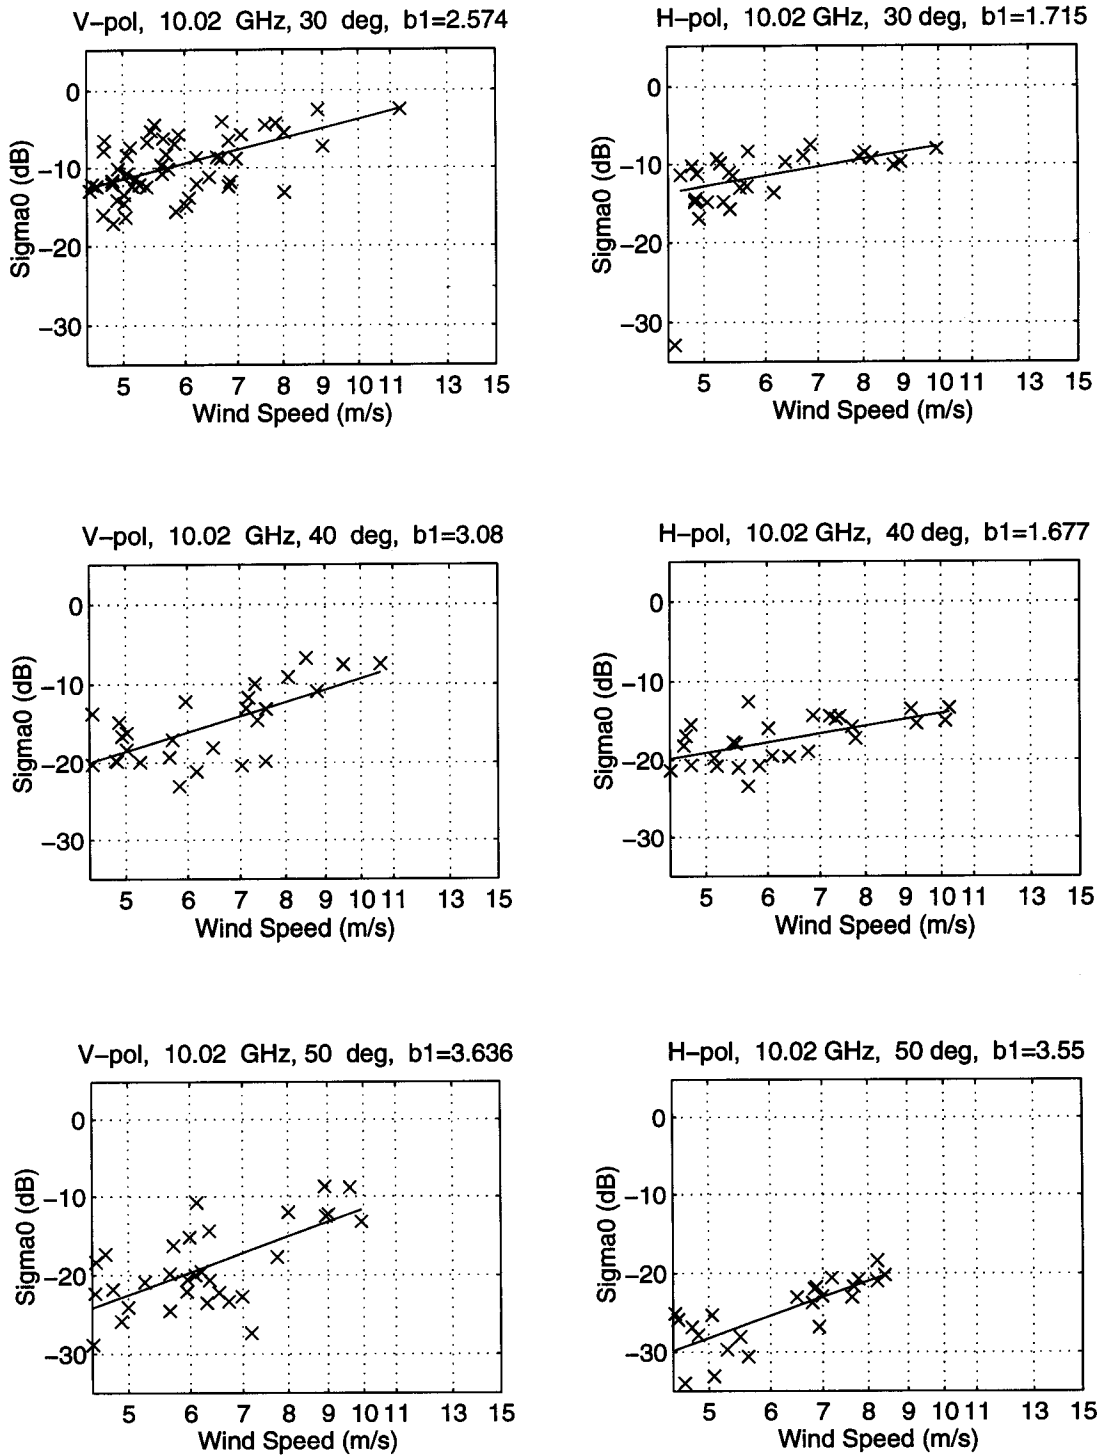 V-pol, 10.02 GHz, 30 deg, b1=2.574
0
-10
-20
-30
Sigma0 (dB)
5 6 7 8 9 10 11 13 15
Wind Speed (m/s)
H-pol, 10.02 GHz, 30 deg, b1=1.715
0
-10
-20
-30
Sigma0 (dB)
5 6 7 8 9 10 11 13 15
Wind Speed (m/s)
V-pol, 10.02 GHz, 40 deg, b1=3.08
0
-10
-20
-30
Sigma0 (dB)
5 6 7 8 9 10 11 13 15
Wind Speed (m/s)
H-pol, 10.02 GHz, 40 deg, b1=1.677
0
-10
-20
-30
Sigma0 (dB)
5 6 7 8 9 10 11 13 15
Wind Speed (m/s)
V-pol, 10.02 GHz, 50 deg, b1=3.636
0
-10
-20
-30
Sigma0 (dB)
5 6 7 8 9 10 11 13 15
Wind Speed (m/s)
H-pol, 10.02 GHz, 50 deg, b1=3.55
0
-10
-20
-30
Sigma0 (dB)
5 6 7 8 9 10 11 13 15
Wind Speed (m/s)